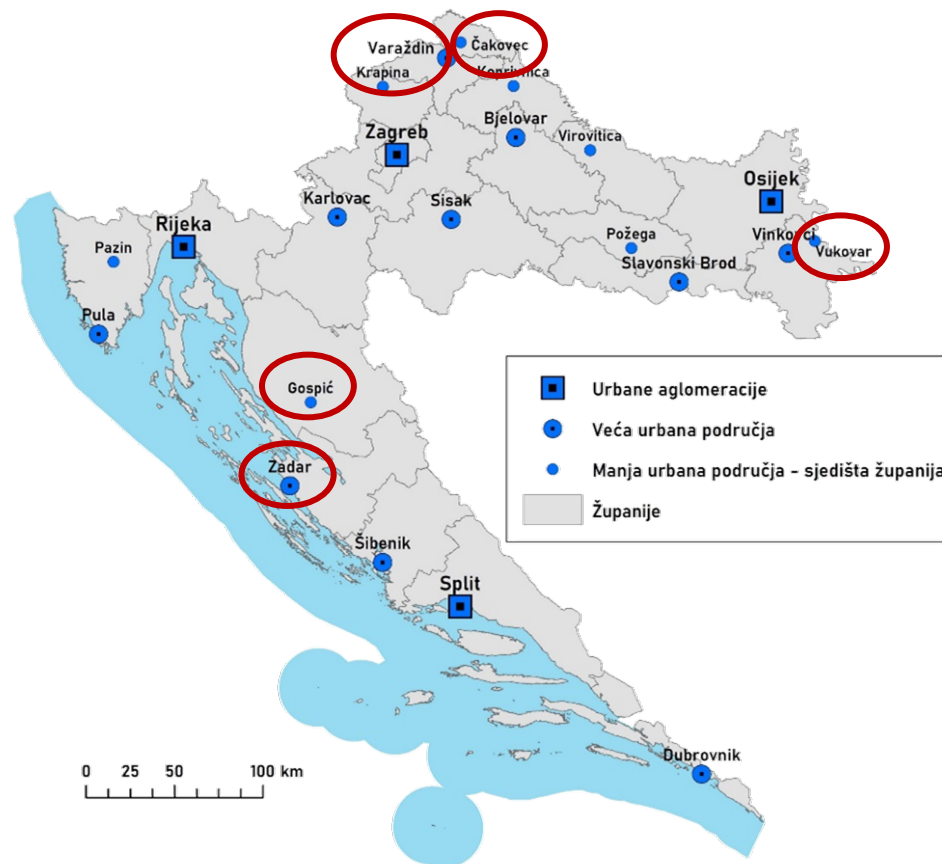 Varaždin
Čakovec
Krapina
Koprivnica
Bjelovar
Zagreb
Virovitica
Osijek
Karlovac
Sisak
Rijeka
Pazin
Požega
Vinkovci
Vukovar
Slavonski Brod
Pula
Gospić
Zadar
Šibenik
Split
Dubrovnik
Urbane aglomeracije
Veća urbana područja
Manja urbana područja - sjedišta županija
Županije
0 25 50 100 km